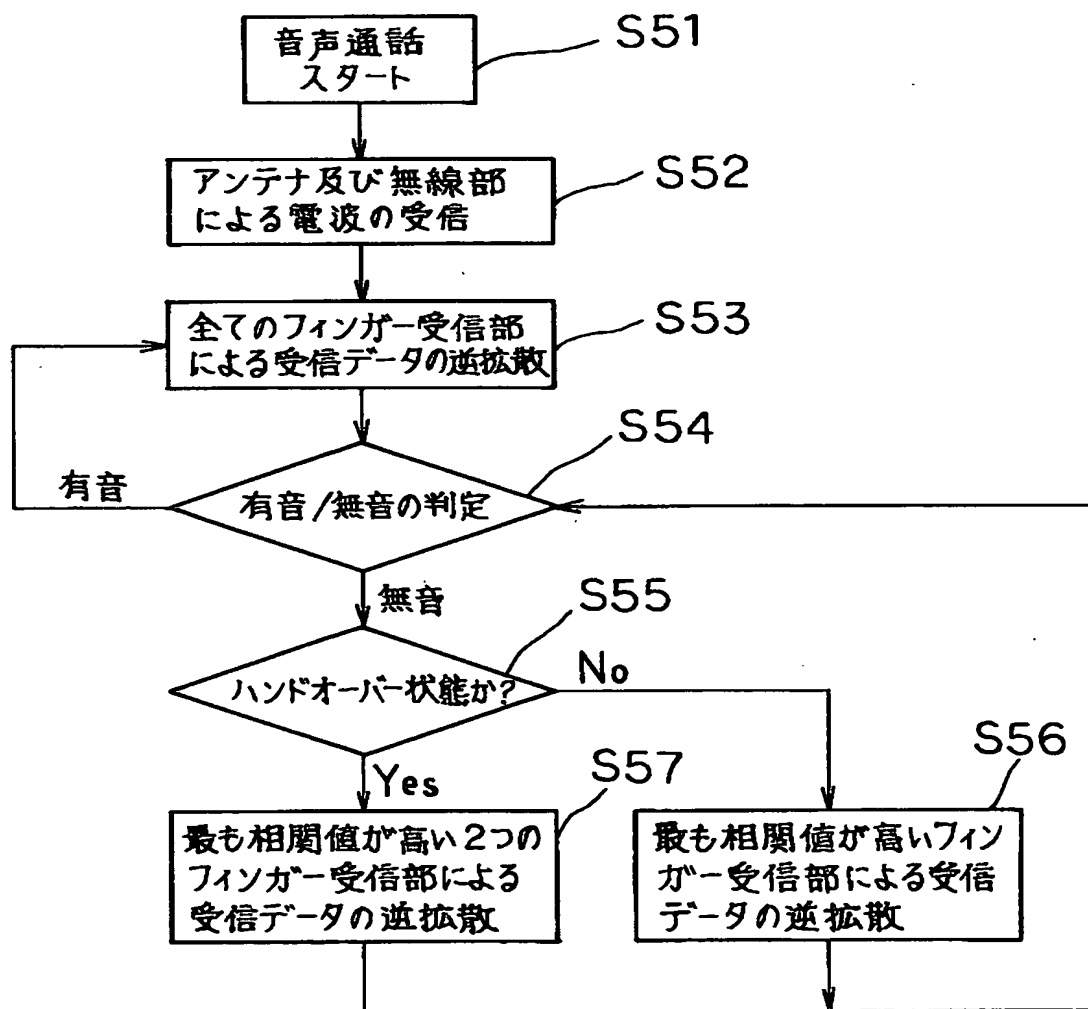 音声通話
スタート
S51
アンテナ及び無線部
による電波の受信
S52
全てのフィンガー受信部
による受信データの逆拡散
S53
S54
有音
有音/無音の判定
無音
S55
ハンドオーバー状態か?
No
Yes
S57
S56
最も相関値が高い2つの
フィンガー受信部による
受信データの逆拡散
最も相関値が高いフィン
ガー受信部による受信
データの逆拡散